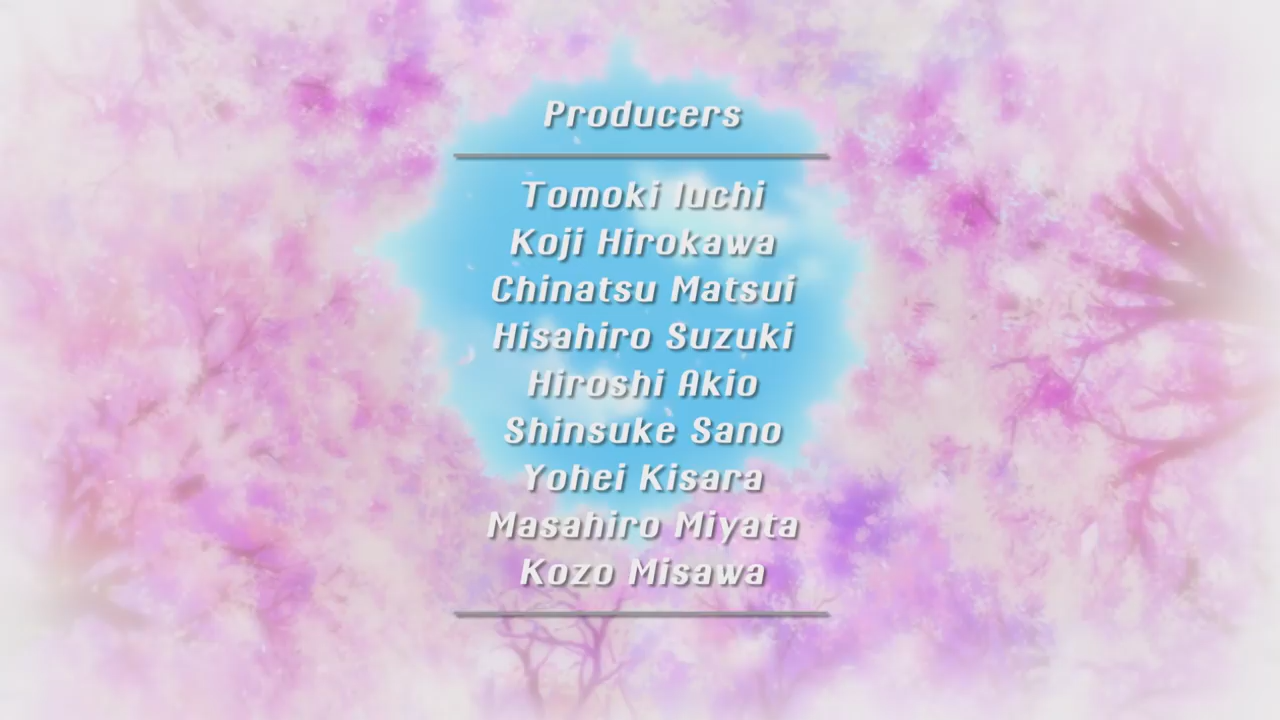 Producers
Tomoki Iuchi
Koji Hirokawa
Chinatsu Matsui
Hisahiro Suzuki
Hiroshi Akio
Shinsuke Sano
Yohei Kisara
Masahiro Miyata
Kozo Misawa